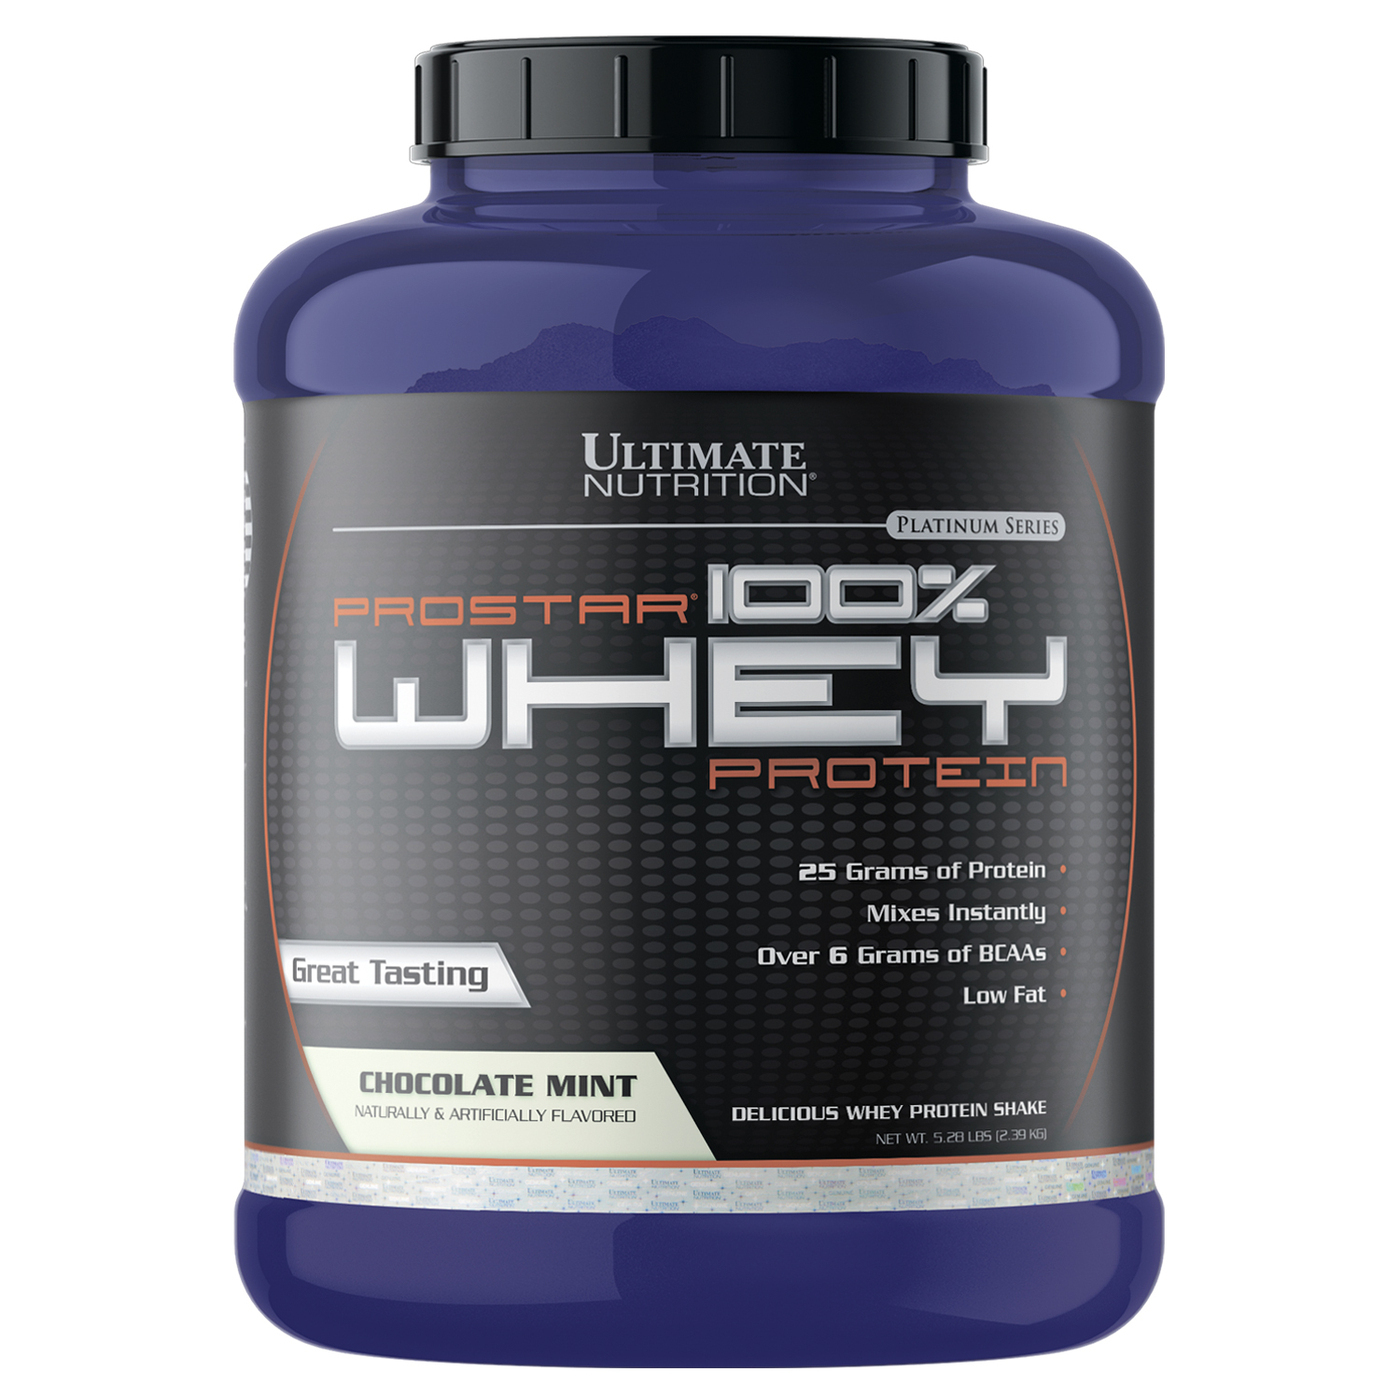 ULTIMATE
NUTRITION®
PLATINUM SERIES
PROSTAR® 100%
WHEY
PROTEIN
25 Grams of Protein •
Mixes Instantly •
Over 6 Grams of BCAAs •
Low Fat •
Great Tasting
CHOCOLATE MINT
NATURALLY & ARTIFICIALLY FLAVORED
DELICIOUS WHEY PROTEIN SHAKE
NET WT. 5.28 LBS (2.39 KG)